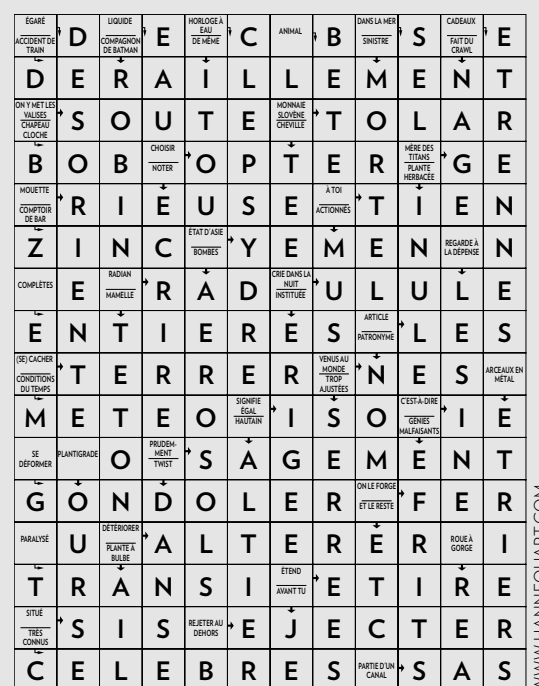 ÉGARÉ ACCIDENT DE TRAIN D LIQUIDE COMPAGNON DE BATMAN E HORLOGE À EAU DE MÊME C ANIMAL B DANS LA MER SINISTRE S CADEAUX FAIT DU CRAWL E
D E R A I L L E M E N T
ON Y MET LES VALISES CHAPEAU CLOCHE S O U T E MONNAIE SLOVÈNE CHEVILLE T O L A R
B O B CHOISIR NOTER O P T E R MÈRE DES TITANS PLANTE HERBACÉE G E
MOUETTE COMPTOIR DE BAR R I E U S E À TOI ACTIONNÉS T I E N
Z I N C ÉTAT D'ASIE BOMBES Y E M E N REGARDE À LA DÉPENSE N
COMPLÈTES E RADIAN MAMELLE R A D CRIE DANS LA NUIT INSTITUÉE U L U L E
E N T I E R E S ARTICLE PATRONYME L E S
(SE) CACHER CONDITIONS DU TEMPS T E R R E R VENUS AU MONDE TROP AJUSTÉES N E S ARCEAUX EN MÉTAL
M E T E O SIGNIFIE ÉGAL HAUTAIN I S O C'EST-À-DIRE GÉNIES MALFAISANTS I E
SE DÉFORMER PLANTIGRADE O PRUDEM- MENT TWIST S A G E M E N T
G O N D O L E R ON LE FORGE ET LE RESTE F E R
PARALYSÉ U DÉTÉRIORER PLANTE À BULBE A L T E R E R ROUE À GORGE I
T R A N S I ÉTEND AVANT TU E T I R E
SITUÉ TRÈS CONNUS S I S REJETER AU DEHORS E J E C T E R
C E L E B R E S PARTIE D'UN CANAL S A S
WWW.HANNEQUART.COM